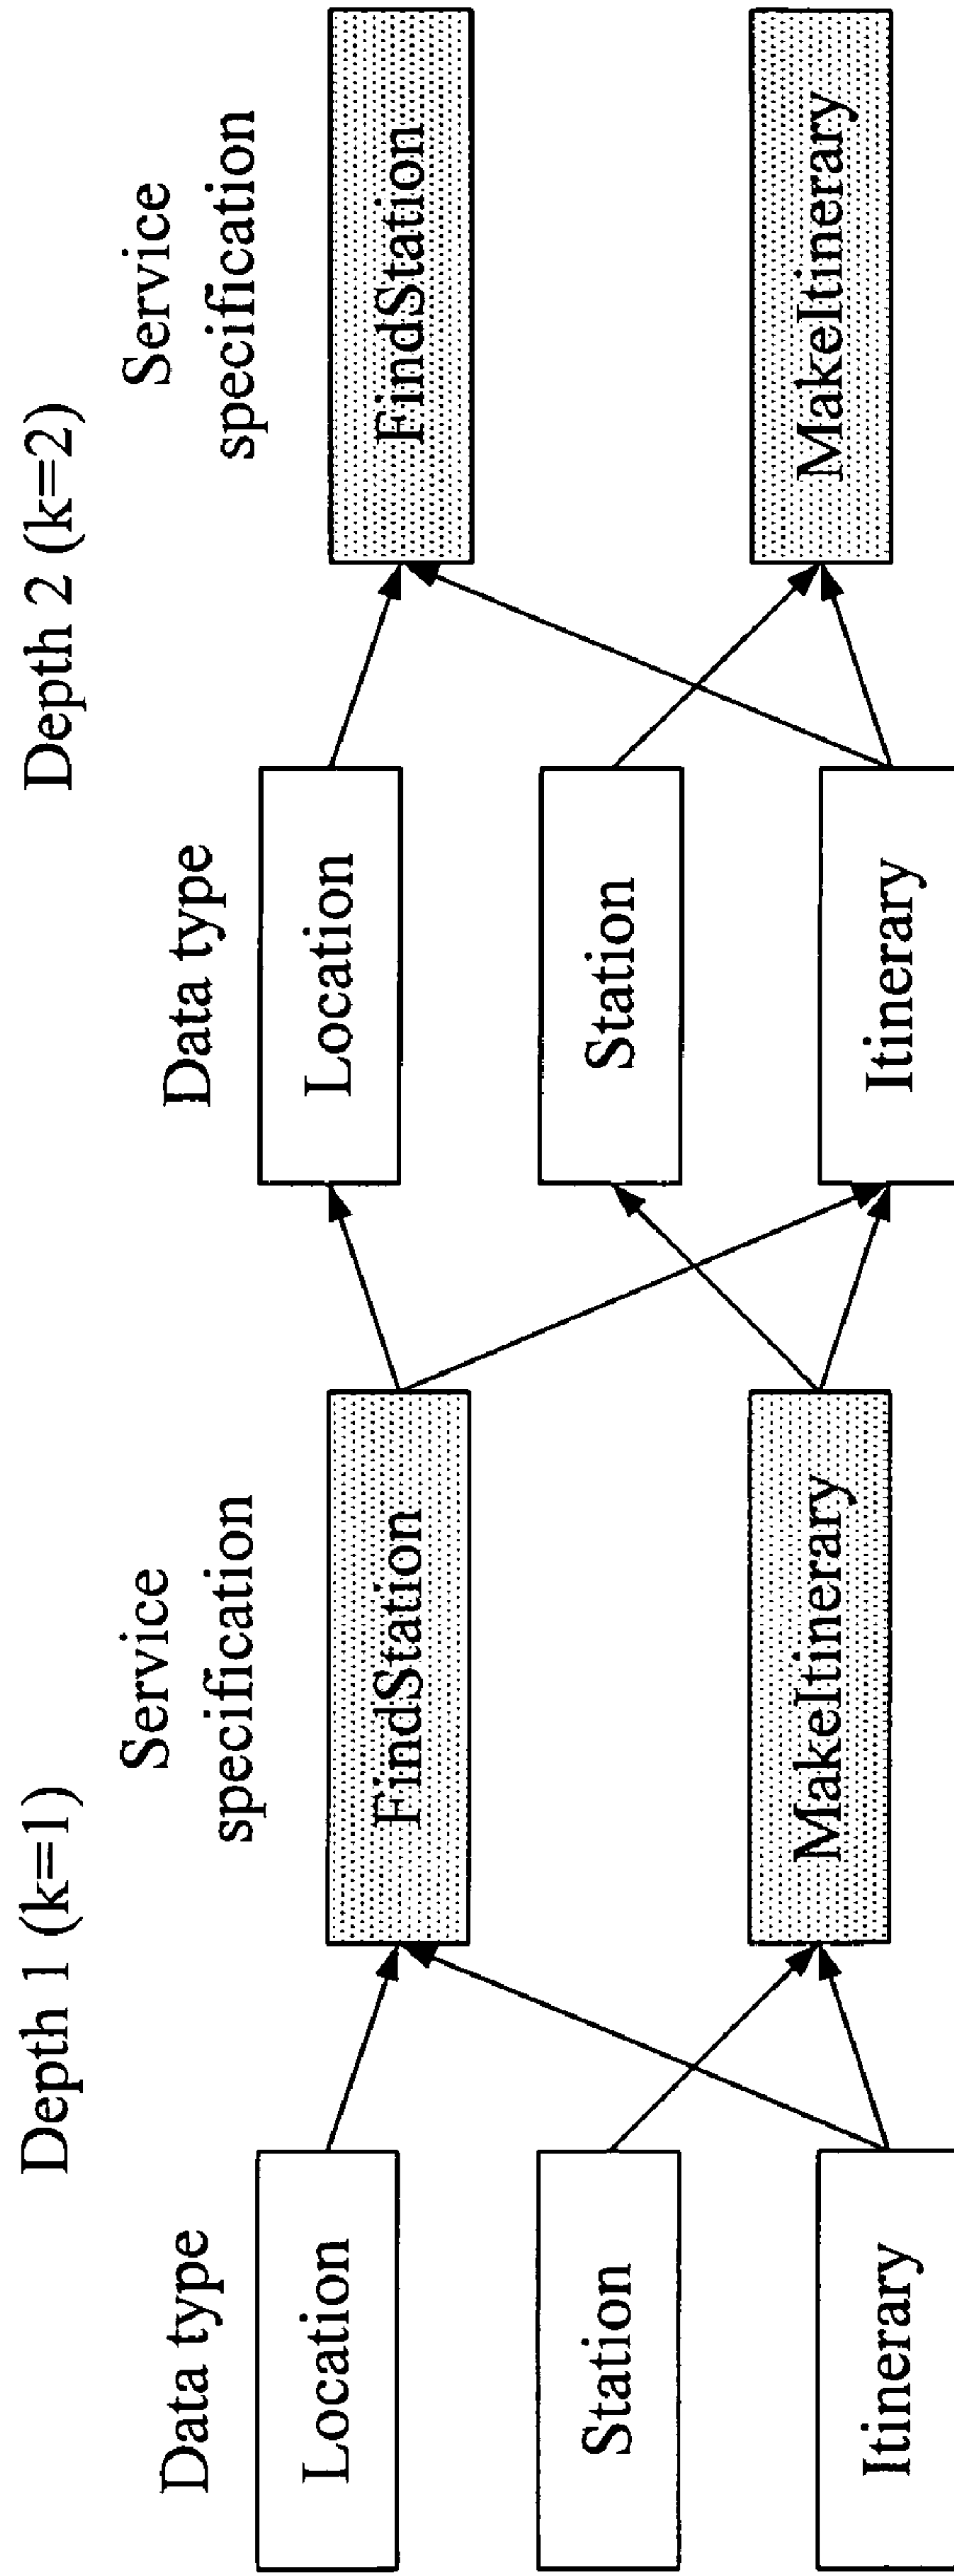 Depth 1 (k=1)
Depth 2 (k=2)
Data type
Service
specification
Data type
Service
specification
Location
FindStation
Location
FindStation
Station
Station
Itinerary
MakeItinerary
Itinerary
MakeItinerary